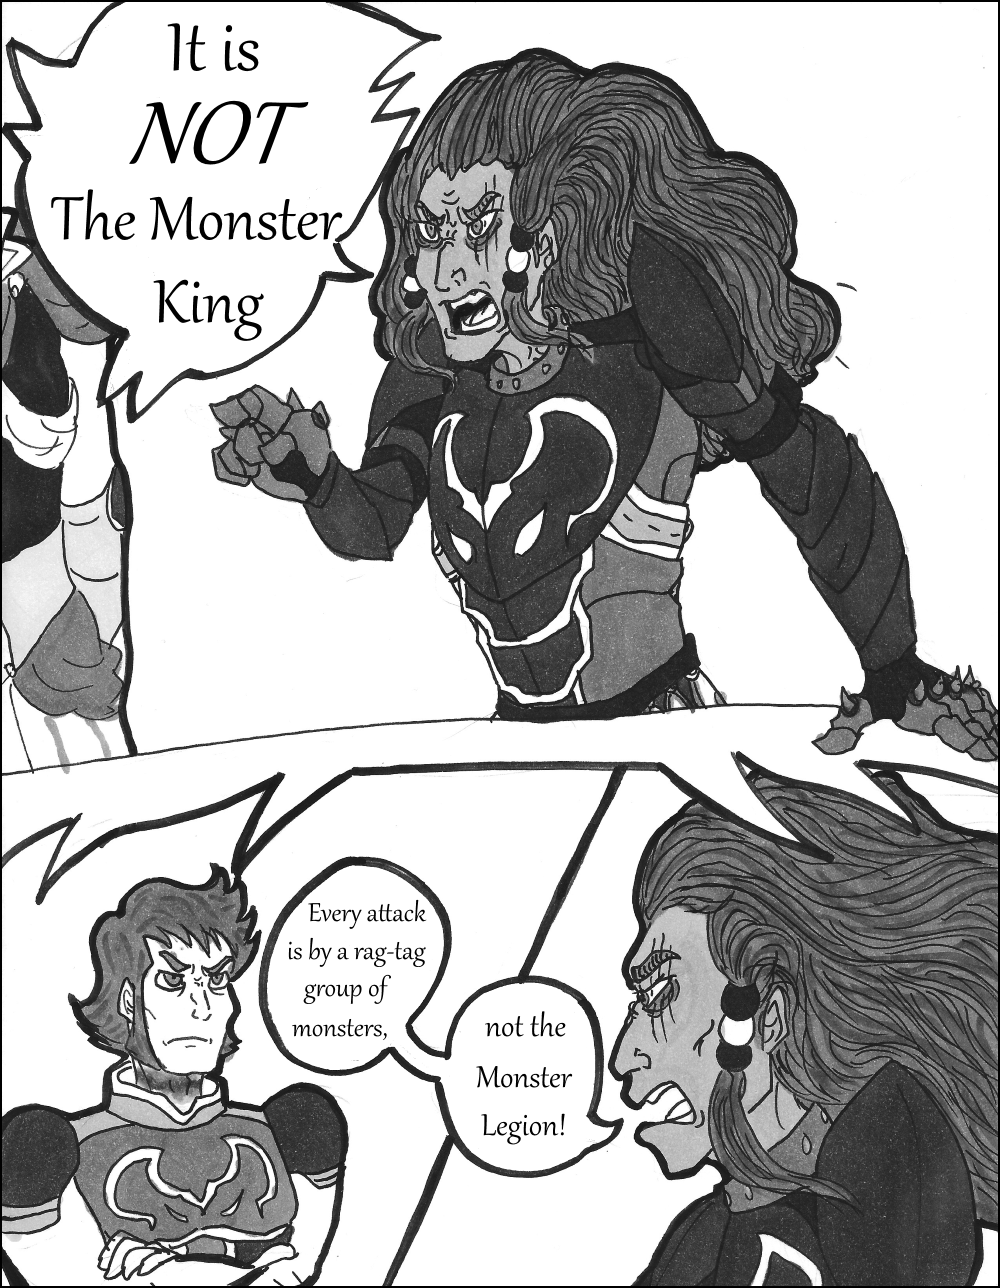 It is
NOT
The Monster
King
Every attack
is by a rag-tag
group of
monsters,
not the
Monster
Legion!